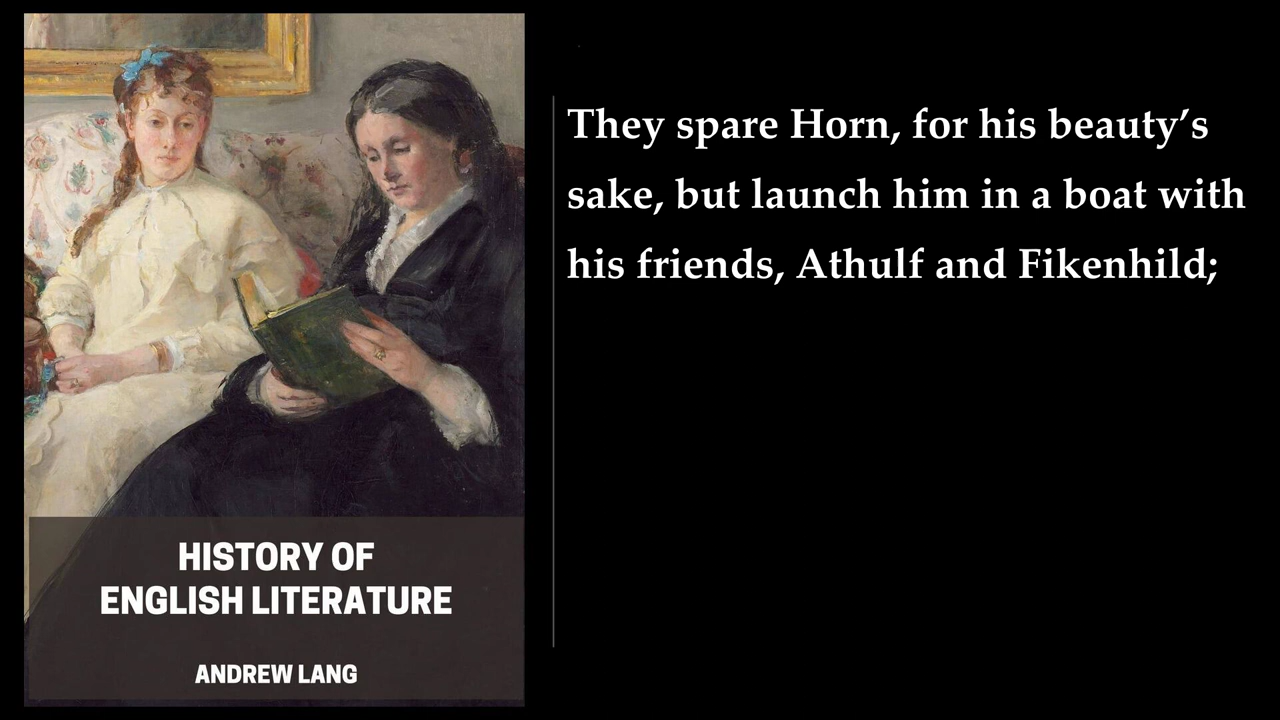 They spare Horn, for his beauty’s
sake, but launch him in a boat with
his friends, Athulf and Fikenhild;
HISTORY OF
ENGLISH LITERATURE
ANDREW LANG